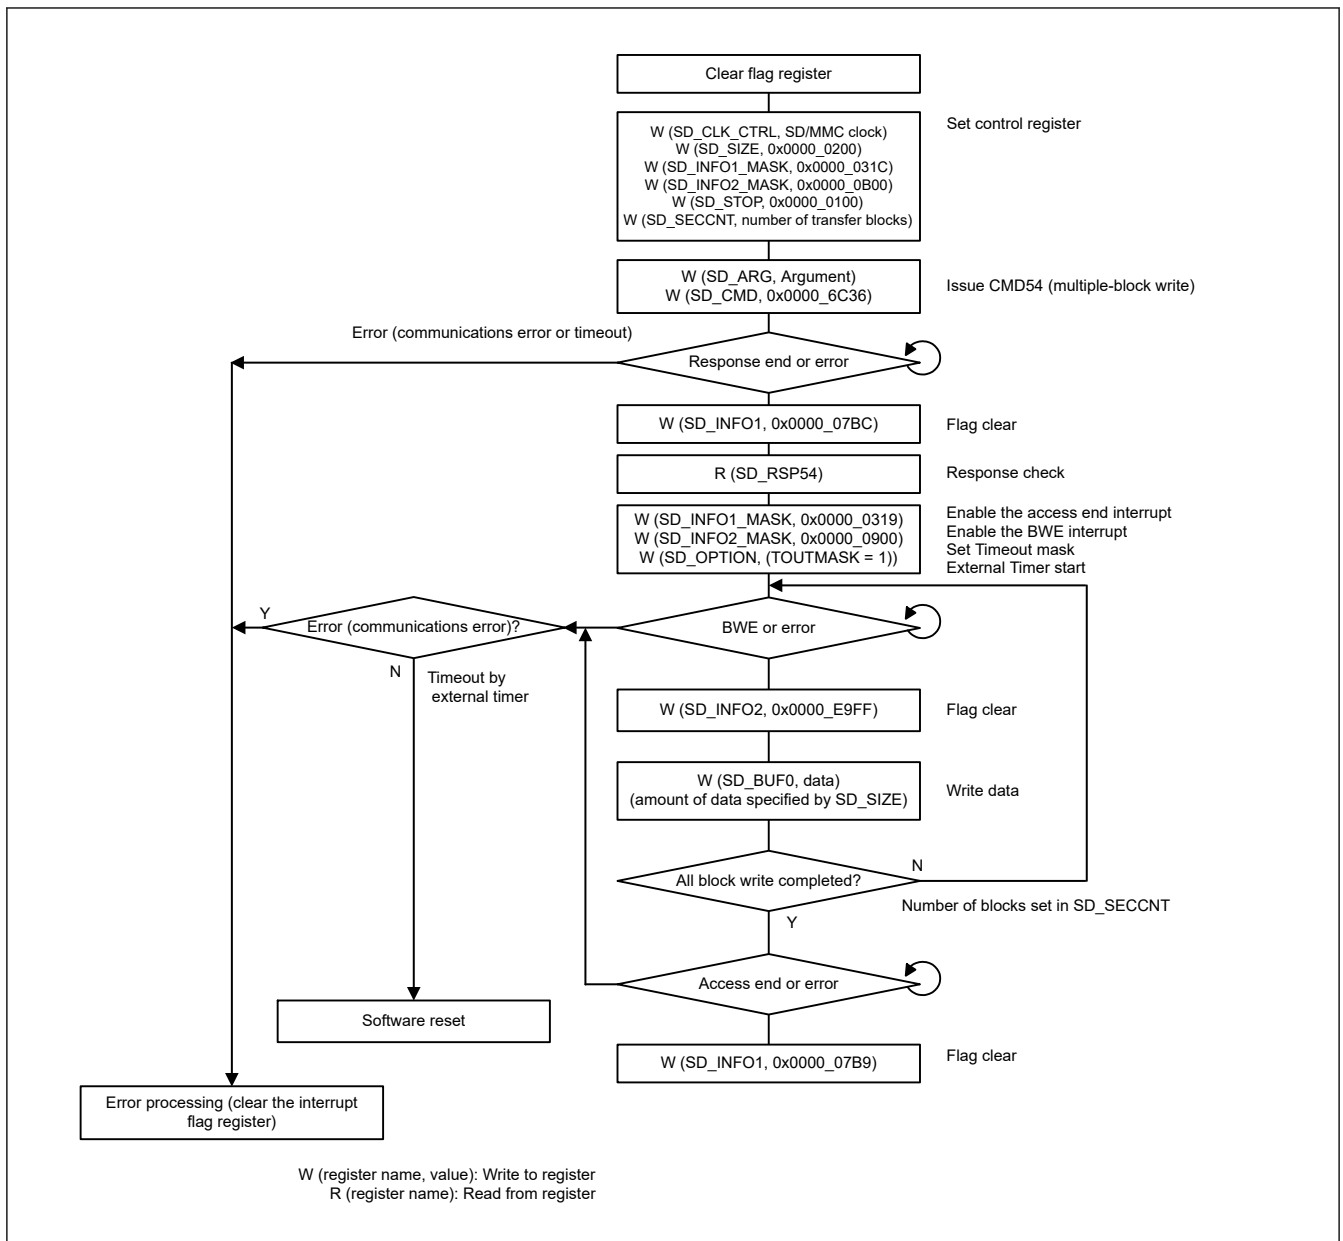 Clear flag register
W (SD_CLK_CTRL, SD/MMC clock)
W (SD_SIZE, 0x0000_0200)
W (SD_INFO1_MASK, 0x0000_031C)
W (SD_INFO2_MASK, 0x0000_0B00)
W (SD_STOP, 0x0000_0100)
W (SD_SECCNT, number of transfer blocks)
Set control register
W (SD_ARG, Argument)
W (SD_CMD, 0x0000_6C36)
Issue CMD54 (multiple-block write)
Error (communications error or timeout)
Response end or error
W (SD_INFO1, 0x0000_07BC)
Flag clear
R (SD_RSP54)
Response check
W (SD_INFO1_MASK, 0x0000_0319)
W (SD_INFO2_MASK, 0x0000_0900)
W (SD_OPTION, (TOUTMASK = 1))
Enable the access end interrupt
Enable the BWE interrupt
Set Timeout mask
External Timer start
Y
Error (communications error)?
BWE or error
N
Timeout by
external timer
W (SD_INFO2, 0x0000_E9FF)
Flag clear
W (SD_BUF0, data)
(amount of data specified by SD_SIZE)
Write data
All block write completed?
N
Number of blocks set in SD_SECCNT
Y
Access end or error
Software reset
W (SD_INFO1, 0x0000_07B9)
Flag clear
Error processing (clear the interrupt
flag register)
W (register name, value): Write to register
R (register name): Read from register